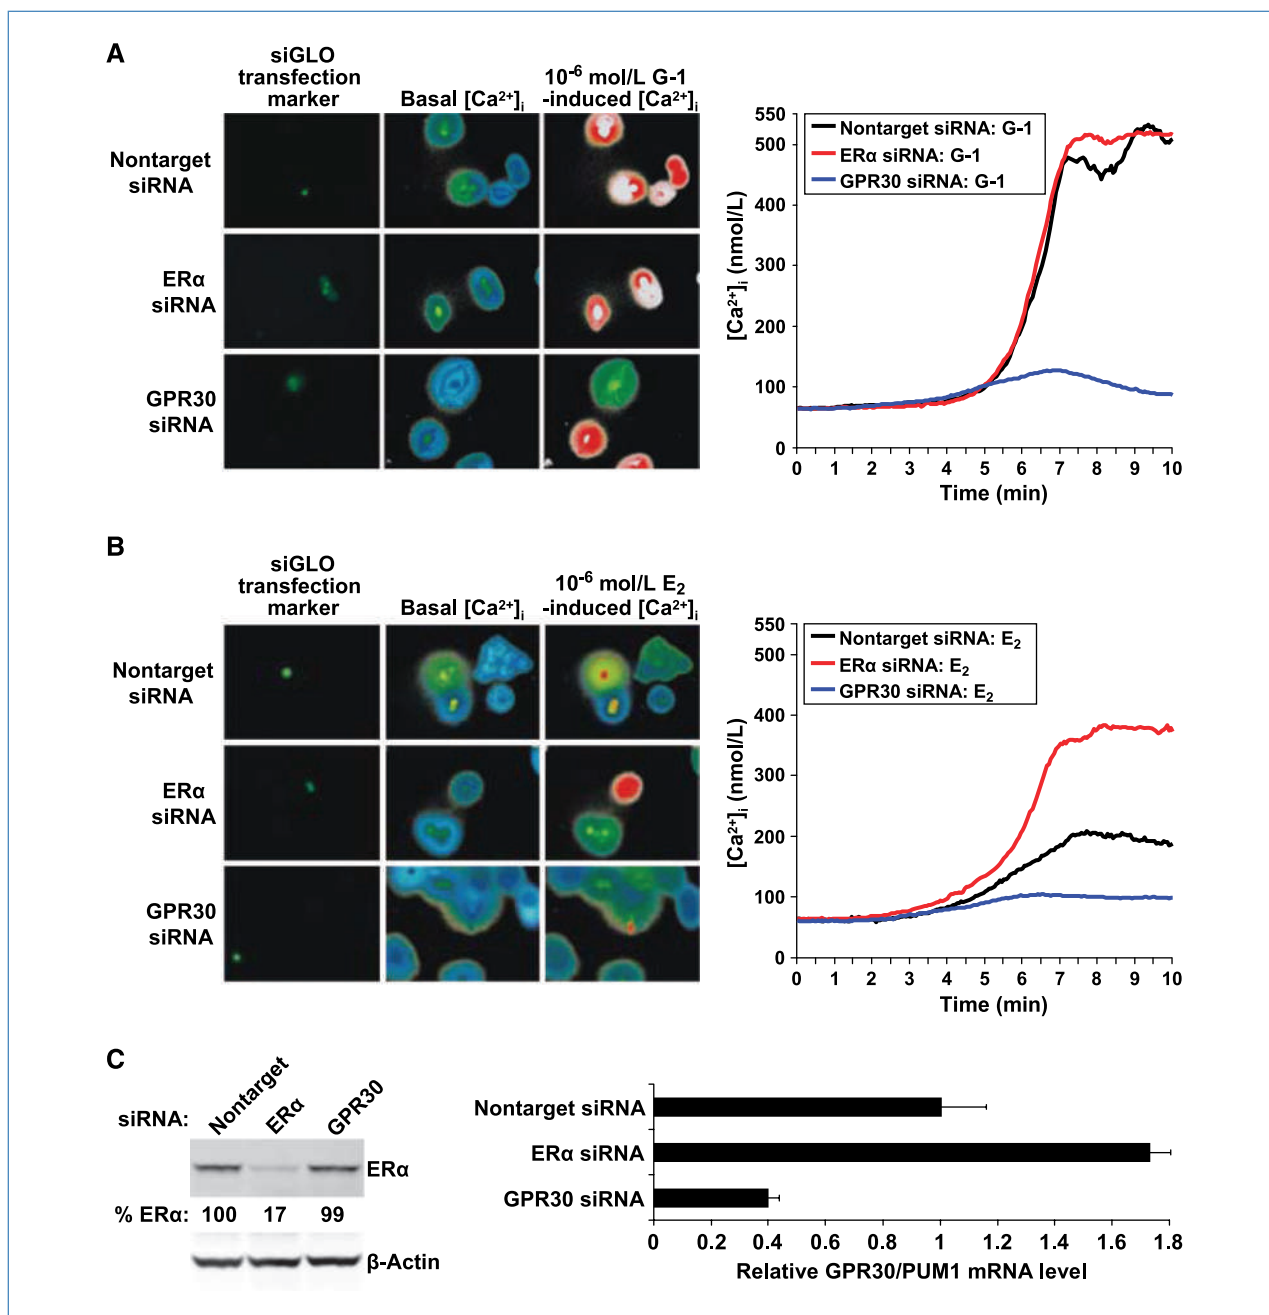 A
siGLO
transfection
marker
Basal [Ca²⁺]ᵢ
10⁻⁶ mol/L G-1
-induced [Ca²⁺]ᵢ
Nontarget
siRNA
ERα
siRNA
GPR30
siRNA
Nontarget siRNA: G-1
ERα siRNA: G-1
GPR30 siRNA: G-1
[Ca²⁺]ᵢ (nmol/L)
550
500
400
300
200
100
0
0 1 2 3 4 5 6 7 8 9 10
Time (min)
B
siGLO
transfection
marker
Basal [Ca²⁺]ᵢ
10⁻⁶ mol/L E₂
-induced [Ca²⁺]ᵢ
Nontarget
siRNA
ERα
siRNA
GPR30
siRNA
Nontarget siRNA: E₂
ERα siRNA: E₂
GPR30 siRNA: E₂
[Ca²⁺]ᵢ (nmol/L)
550
500
400
300
200
100
0
0 1 2 3 4 5 6 7 8 9 10
Time (min)
C
siRNA: Nontarget ERα GPR30
ERα
% ERα: 100 17 99
β-Actin
Nontarget siRNA
ERα siRNA
GPR30 siRNA
0 0.2 0.4 0.6 0.8 1 1.2 1.4 1.6 1.8
Relative GPR30/PUM1 mRNA level